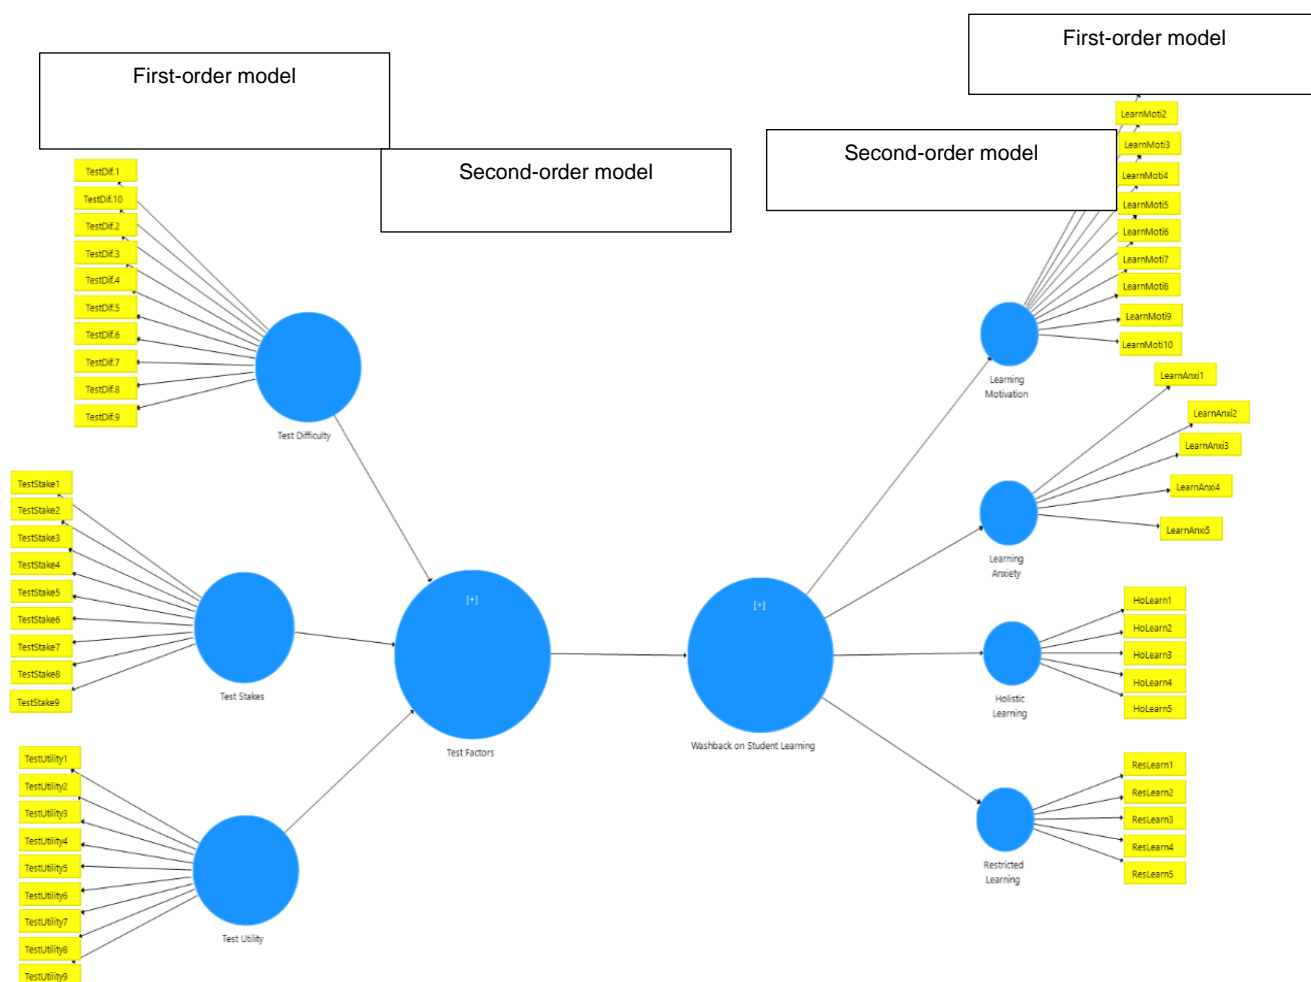 First-order model
First-order model
Second-order model
Second-order model
TestDif.1
TestDif.10
TestDif.2
TestDif.3
TestDif.4
TestDif.5
TestDif.6
TestDif.7
TestDif.8
TestDif.9
Test Difficulty
TestStake1
TestStake2
TestStake3
TestStake4
TestStake5
TestStake6
TestStake7
TestStake8
TestStake9
Test Stakes
TestUtility1
TestUtility2
TestUtility3
TestUtility4
TestUtility5
TestUtility6
TestUtility7
TestUtility8
TestUtility9
Test Utility
[+]
Test Factors
[+]
Washback on Student Learning
LearnMoti2
LearnMoti3
LearnMoti4
LearnMoti5
LearnMoti6
LearnMoti7
LearnMoti8
LearnMoti9
LearnMoti10
Learning
Motivation
LearnAnxi1
LearnAnxi2
LearnAnxi3
LearnAnxi4
LearnAnxi5
Learning
Anxiety
HoLearn1
HoLearn2
HoLearn3
HoLearn4
HoLearn5
Holistic
Learning
ResLearn1
ResLearn2
ResLearn3
ResLearn4
ResLearn5
Restricted
Learning